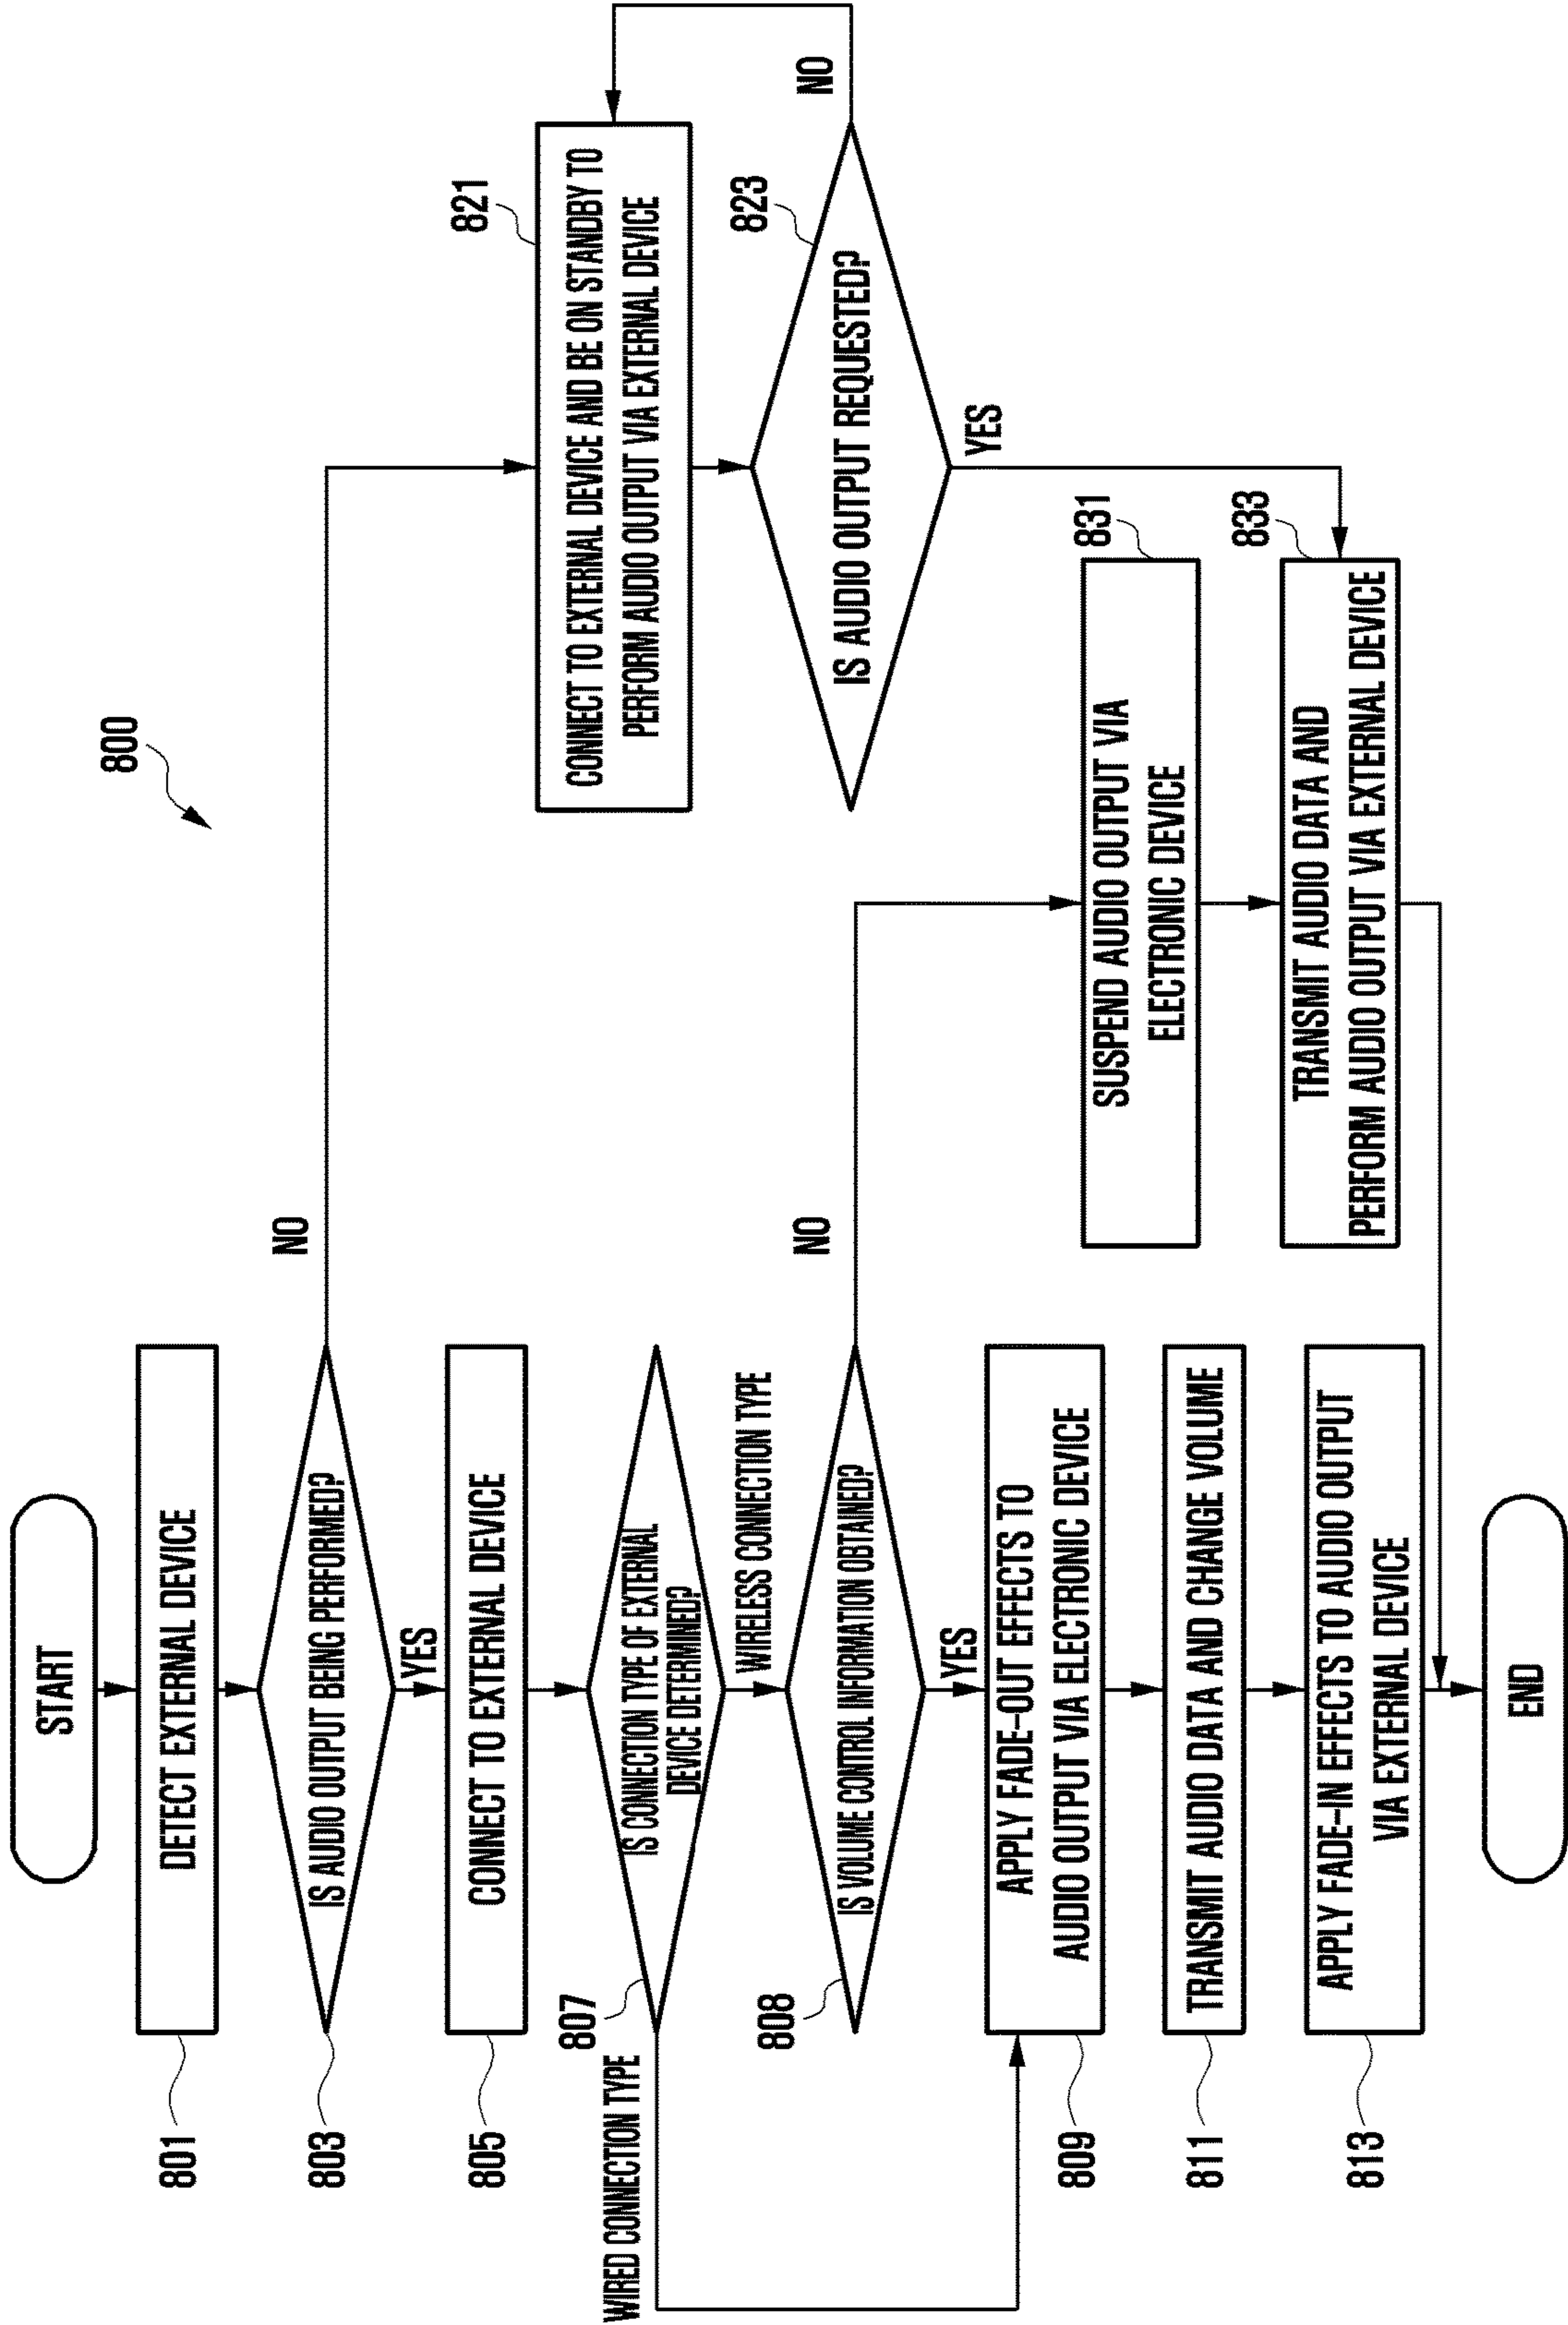 800
START
801
DETECT EXTERNAL DEVICE
803
IS AUDIO OUTPUT BEING PERFORMED?
NO
YES
805
CONNECT TO EXTERNAL DEVICE
807
IS CONNECTION TYPE OF EXTERNAL
DEVICE DETERMINED?
WIRED CONNECTION TYPE
WIRELESS CONNECTION TYPE
808
IS VOLUME CONTROL INFORMATION OBTAINED?
NO
YES
809
APPLY FADE-OUT EFFECTS TO
AUDIO OUTPUT VIA ELECTRONIC DEVICE
811
TRANSMIT AUDIO DATA AND CHANGE VOLUME
813
APPLY FADE-IN EFFECTS TO AUDIO OUTPUT
VIA EXTERNAL DEVICE
END
821
CONNECT TO EXTERNAL DEVICE AND BE ON STANDBY TO
PERFORM AUDIO OUTPUT VIA EXTERNAL DEVICE
823
IS AUDIO OUTPUT REQUESTED?
NO
YES
831
SUSPEND AUDIO OUTPUT VIA
ELECTRONIC DEVICE
833
TRANSMIT AUDIO DATA AND
PERFORM AUDIO OUTPUT VIA EXTERNAL DEVICE